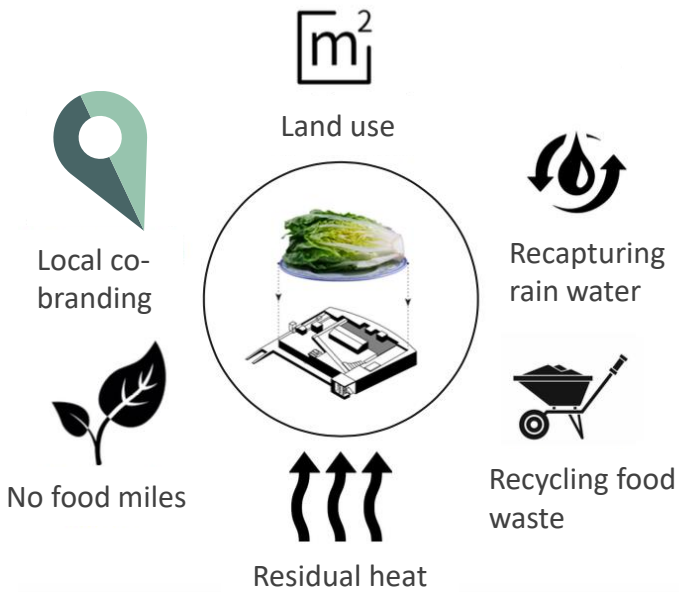 m²
Land use
Local co-
branding
Recapturing
rain water
No food miles
Recycling food
waste
Residual heat